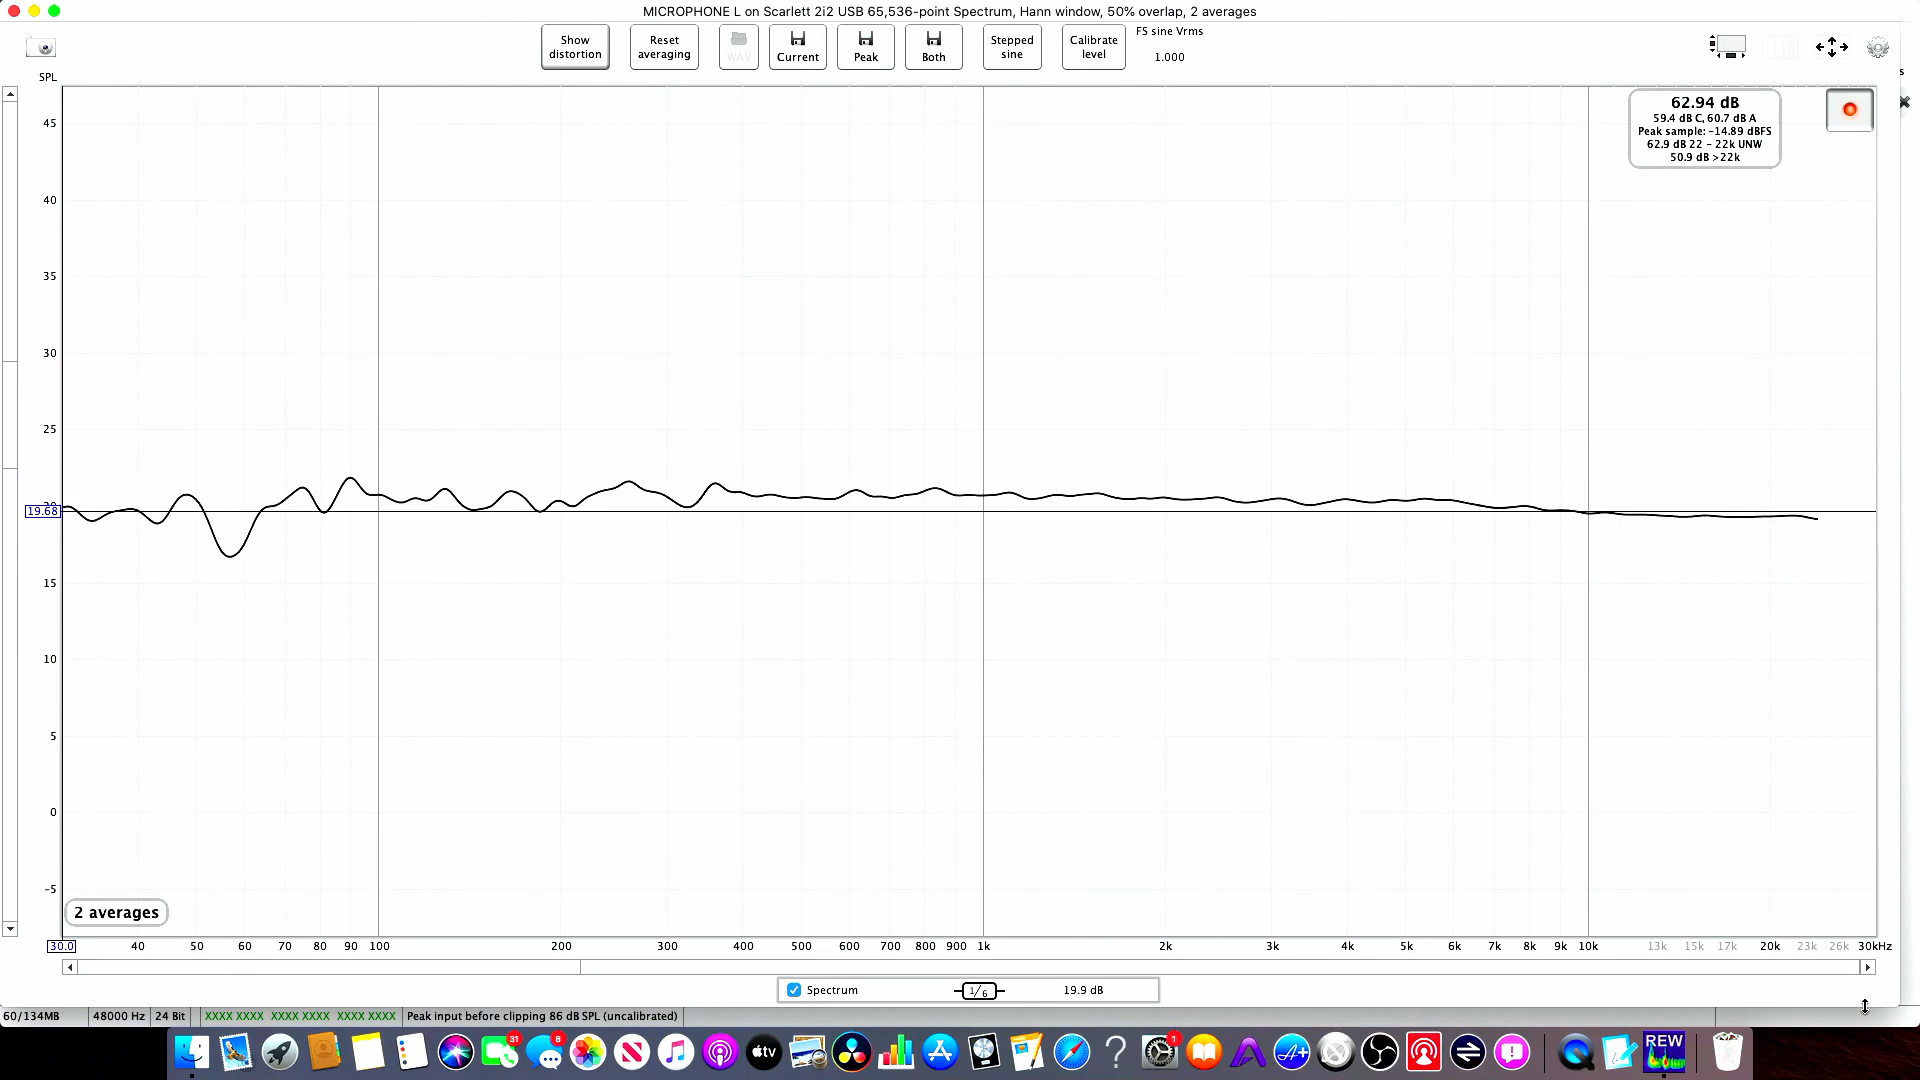 MICROPHONE L on Scarlett 2i2 USB 65,536-point Spectrum, Hann window, 50% overlap, 2 averages
Show distortion
Reset averaging
WAV
Current
Peak
Both
Stepped sine
Calibrate level
FS sine Vrms
1.000
SPL
s
62.94 dB
59.4 dB C, 60.7 dB A
Peak sample: -14.89 dBFS
62.9 dB 22 - 22k UNW
50.9 dB >22k
45
40
35
30
25
19.68
15
10
5
0
-5
2 averages
30.0 40 50 60 70 80 90 100 200 300 400 500 600 700 800 900 1k 2k 3k 4k 5k 6k 7k 8k 9k 10k 13k 15k 17k 20k 23k 26k 30kHz
Spectrum 1/6 19.9 dB
60/134MB 48000 Hz 24 Bit XXXX XXXX XXXX XXXX XXXX XXXX Peak input before clipping 86 dB SPL (uncalibrated)
31
8
tv
A+
1
REW